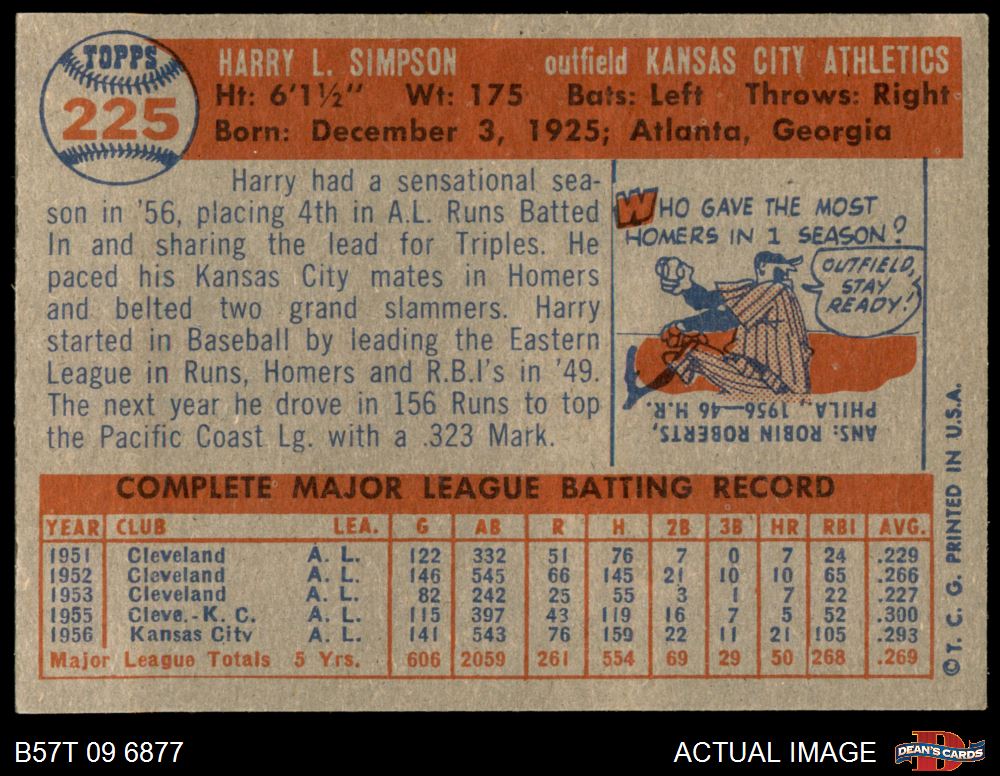 TOPPS
225
HARRY L. SIMPSON outfield KANSAS CITY ATHLETICS
Ht: 6'1½" Wt: 175 Bats: Left Throws: Right
Born: December 3, 1925; Atlanta, Georgia
Harry had a sensational sea-
son in '56, placing 4th in A.L. Runs Batted
In and sharing the lead for Triples. He
paced his Kansas City mates in Homers
and belted two grand slammers. Harry
started in Baseball by leading the Eastern
League in Runs, Homers and R.B.I's in '49.
The next year he drove in 156 Runs to top
the Pacific Coast Lg. with a .323 Mark.
WHO GAVE THE MOST
HOMERS IN 1 SEASON?
OUTFIELD,
STAY
READY!
ANS: ROBIN ROBERTS,
PHILA., 1956—46 H.R.
COMPLETE MAJOR LEAGUE BATTING RECORD
YEAR CLUB LEA. G AB R H 2B 3B HR RBI AVG.
1951 Cleveland A. L. 122 332 51 76 7 0 7 24 .229
1952 Cleveland A. L. 146 545 66 145 21 10 10 65 .266
1953 Cleveland A. L. 82 242 25 55 3 1 7 22 .227
1955 Cleve.-K. C. A. L. 115 397 43 119 16 7 5 52 .300
1956 Kansas City A. L. 141 543 76 159 22 11 21 105 .293
Major League Totals 5 Yrs. 606 2059 261 554 69 29 50 268 .269
© T. C. G. PRINTED IN U.S.A.
B57T 09 6877
ACTUAL IMAGE
DEAN'S CARDS